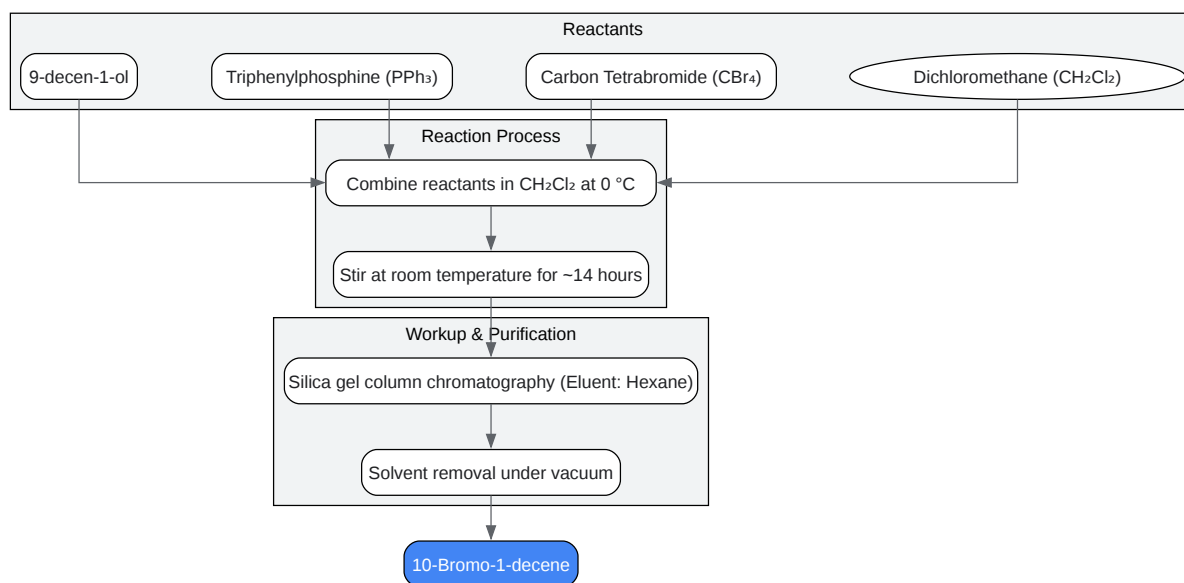 Reactants
9-decen-1-ol
Triphenylphosphine (PPh₃)
Carbon Tetrabromide (CBr₄)
Dichloromethane (CH₂Cl₂)
Reaction Process
Combine reactants in CH₂Cl₂ at 0 °C
Stir at room temperature for ~14 hours
Workup & Purification
Silica gel column chromatography (Eluent: Hexane)
Solvent removal under vacuum
10-Bromo-1-decene